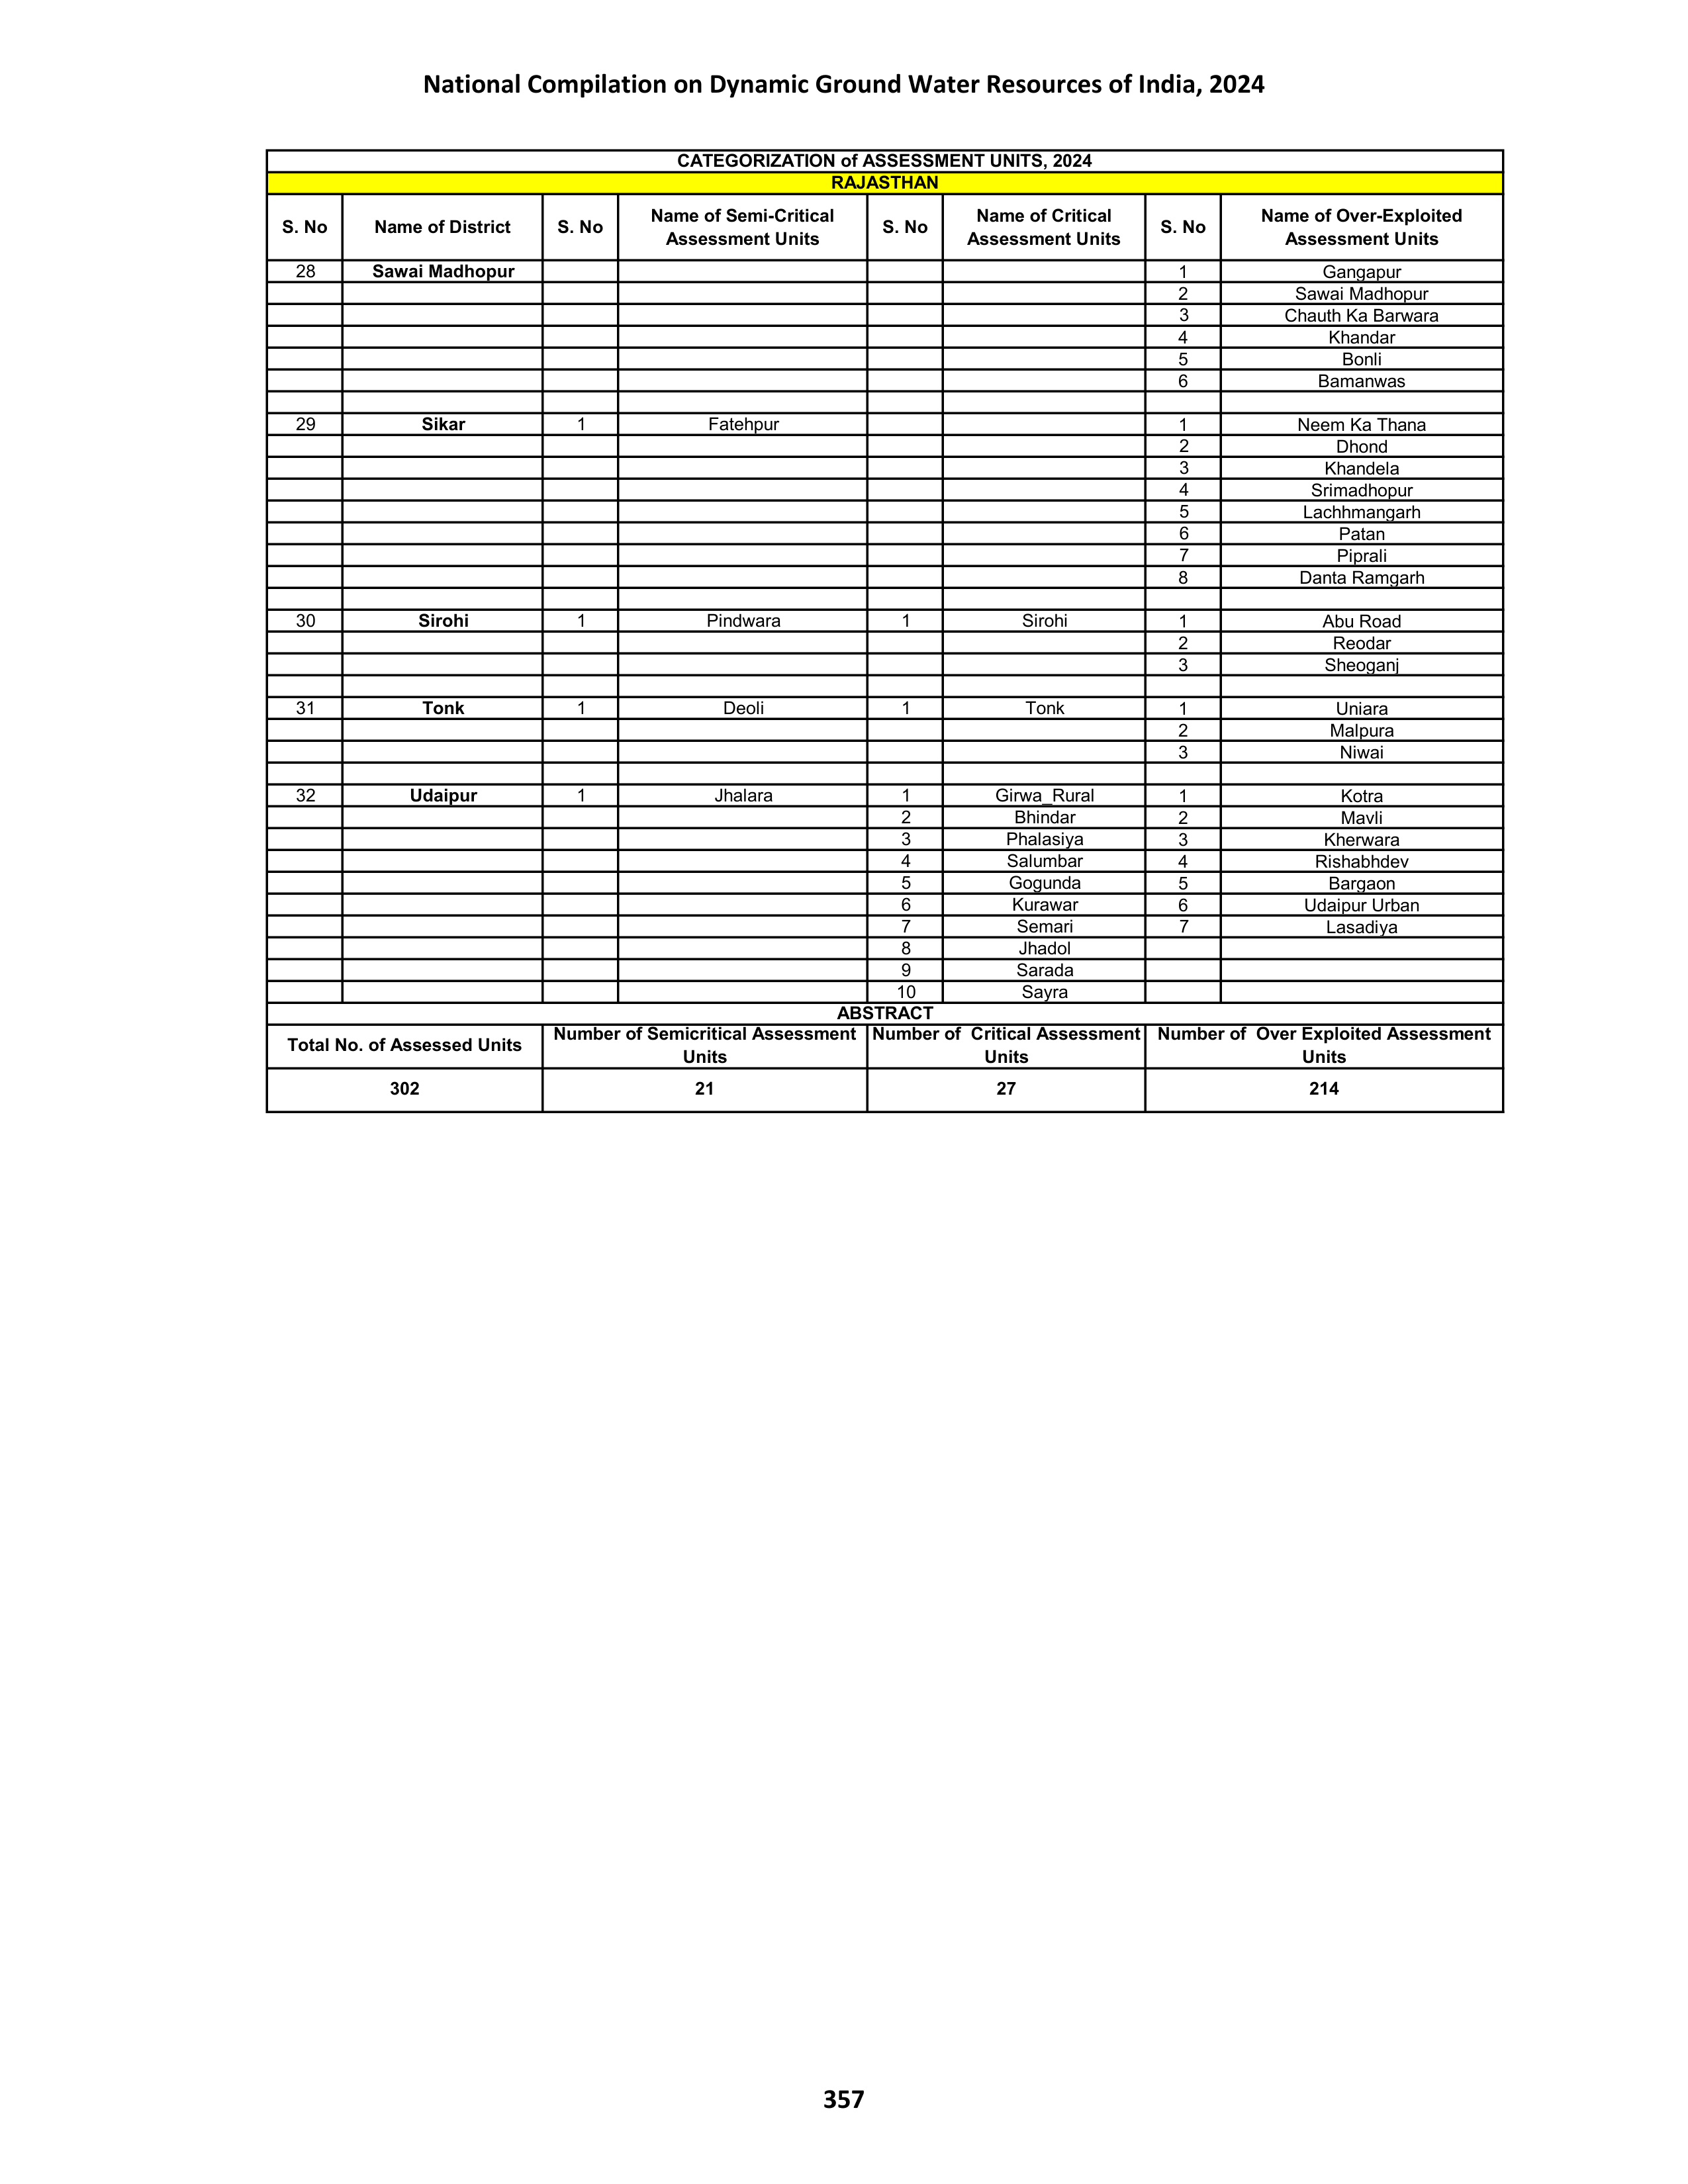 National Compilation on Dynamic Ground Water Resources of India, 2024
CATEGORIZATION of ASSESSMENT UNITS, 2024
RAJASTHAN
S. No Name of District S. No Name of Semi-Critical Assessment Units S. No Name of Critical Assessment Units S. No Name of Over-Exploited Assessment Units
28 Sawai Madhopur 1 Gangapur
2 Sawai Madhopur
3 Chauth Ka Barwara
4 Khandar
5 Bonli
6 Bamanwas
29 Sikar 1 Fatehpur 1 Neem Ka Thana
2 Dhond
3 Khandela
4 Srimadhopur
5 Lachhmangarh
6 Patan
7 Piprali
8 Danta Ramgarh
30 Sirohi 1 Pindwara 1 Sirohi 1 Abu Road
2 Reodar
3 Sheoganj
31 Tonk 1 Deoli 1 Tonk 1 Uniara
2 Malpura
3 Niwai
32 Udaipur 1 Jhalara 1 Girwa_Rural 1 Kotra
2 Bhindar 2 Mavli
3 Phalasiya 3 Kherwara
4 Salumbar 4 Rishabhdev
5 Gogunda 5 Bargaon
6 Kurawar 6 Udaipur Urban
7 Semari 7 Lasadiya
8 Jhadol
9 Sarada
10 Sayra
ABSTRACT
Total No. of Assessed Units Number of Semicritical Assessment Units Number of Critical Assessment Units Number of Over Exploited Assessment Units
302 21 27 214
357